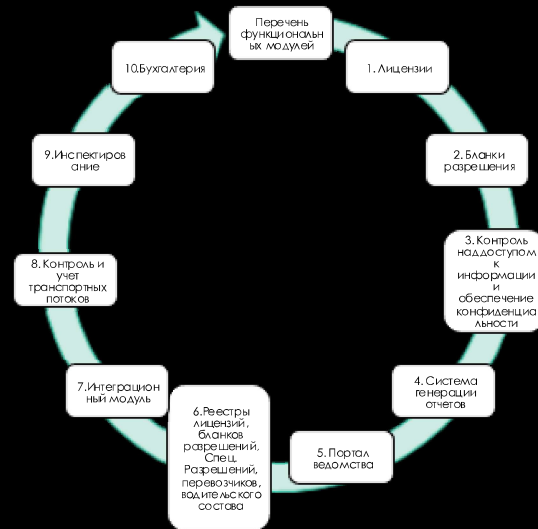 Перечень
функциональн
ых модулей
1. Лицензии
2. Бланки
разрешения
3. Контроль
над доступом
к
информации
и
обеспечение
конфиденциа
льности
4. Система
генерации
отчетов
5. Портал
ведомства
6.Реестры
лицензий,
бланков
разрешений,
Спец.
Разрешений,
перевозчиков,
водительского
состава
7.Интеграцион
ный модуль
8. Контроль и
учет
транспортных
потоков
9.Инспектиров
ание
10.Бухгалтерия